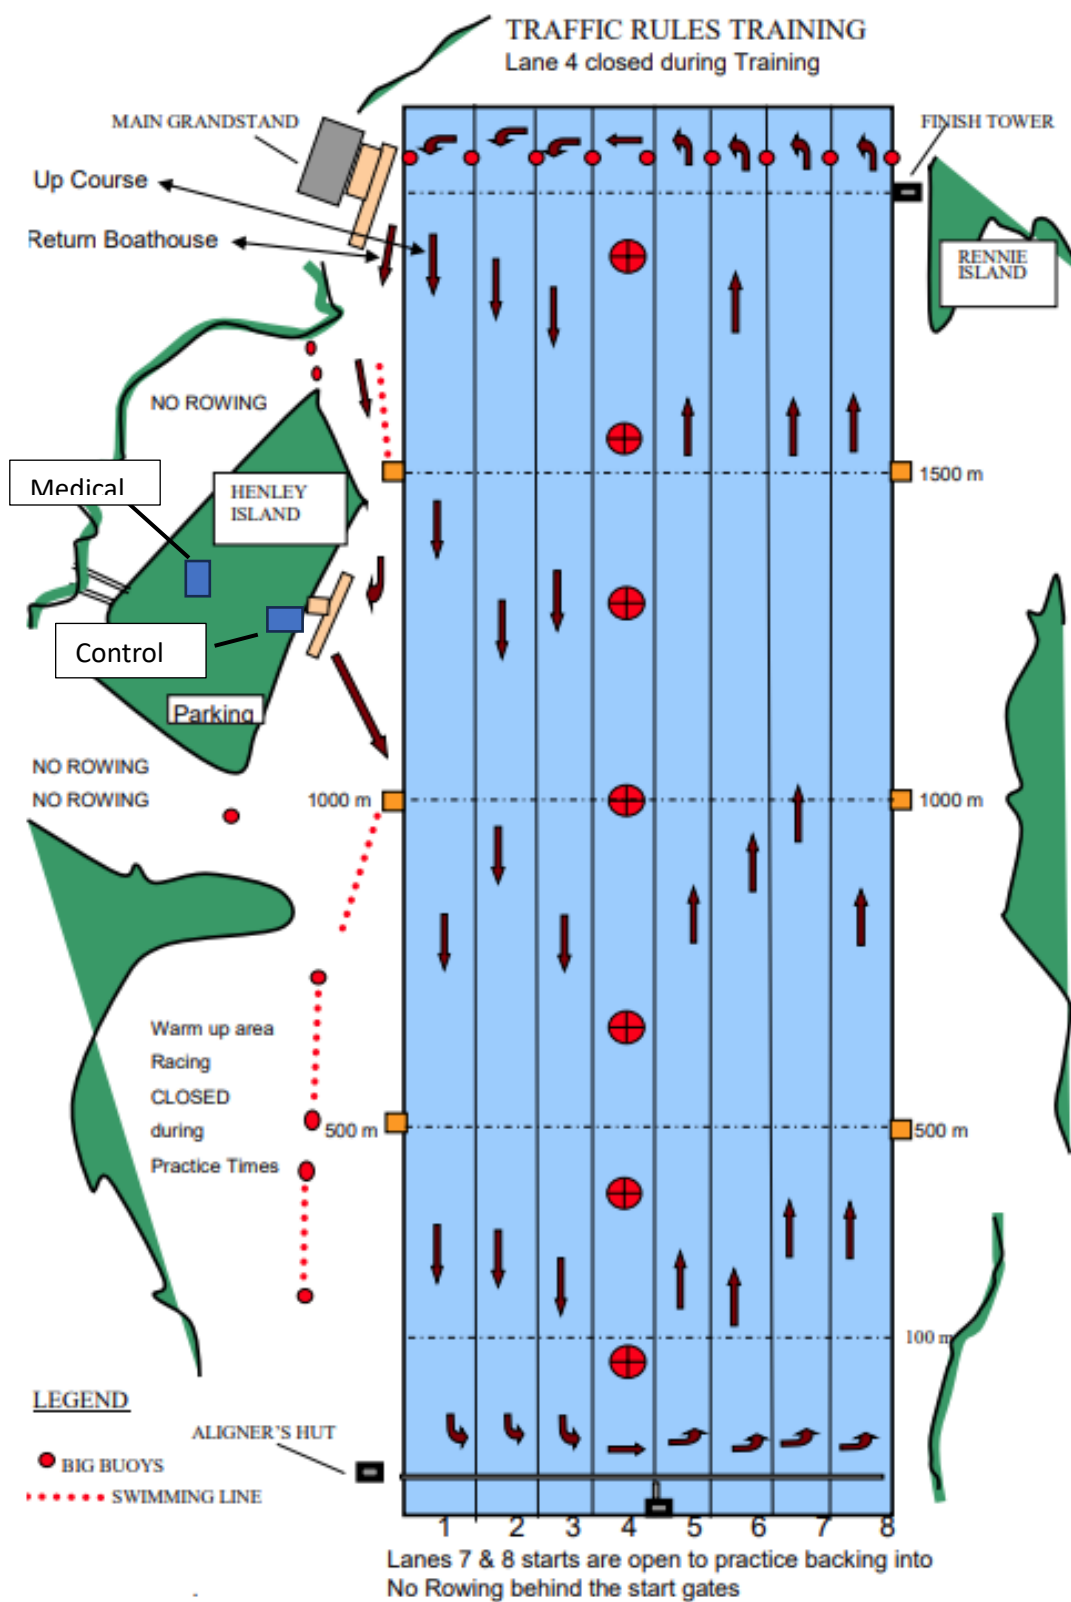 TRAFFIC RULES TRAINING
Lane 4 closed during Training
MAIN GRANDSTAND
FINISH TOWER
Up Course
Return Boathouse
RENNIE
ISLAND
NO ROWING
Medical
HENLEY
ISLAND
1500 m
Control
Parking
NO ROWING
NO ROWING
1000 m
1000 m
Warm up area
Racing
CLOSED
during
Practice Times
500 m
500 m
100 m
LEGEND
ALIGNER'S HUT
BIG BUOYS
SWIMMING LINE
1 2 3 4 5 6 7 8
Lanes 7 & 8 starts are open to practice backing into
No Rowing behind the start gates